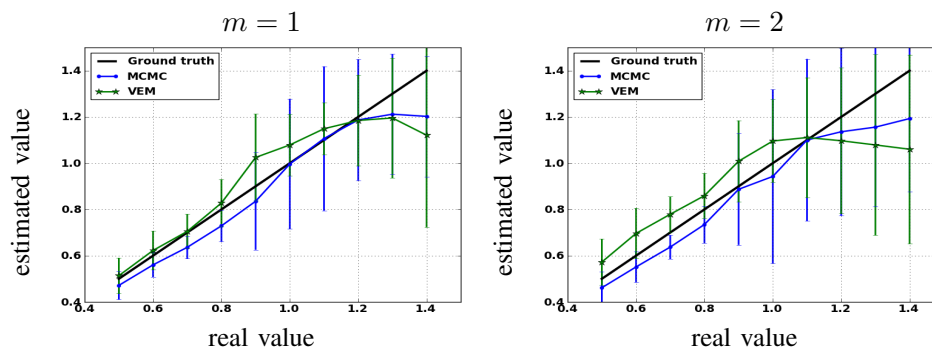 m = 1
estimated value
1.4
1.2
1.0
0.8
0.6
0.4
Ground truth
MCMC
VEM
0.4 0.6 0.8 1.0 1.2 1.4
real value
m = 2
estimated value
1.4
1.2
1.0
0.8
0.6
0.4
Ground truth
MCMC
VEM
0.4 0.6 0.8 1.0 1.2 1.4
real value